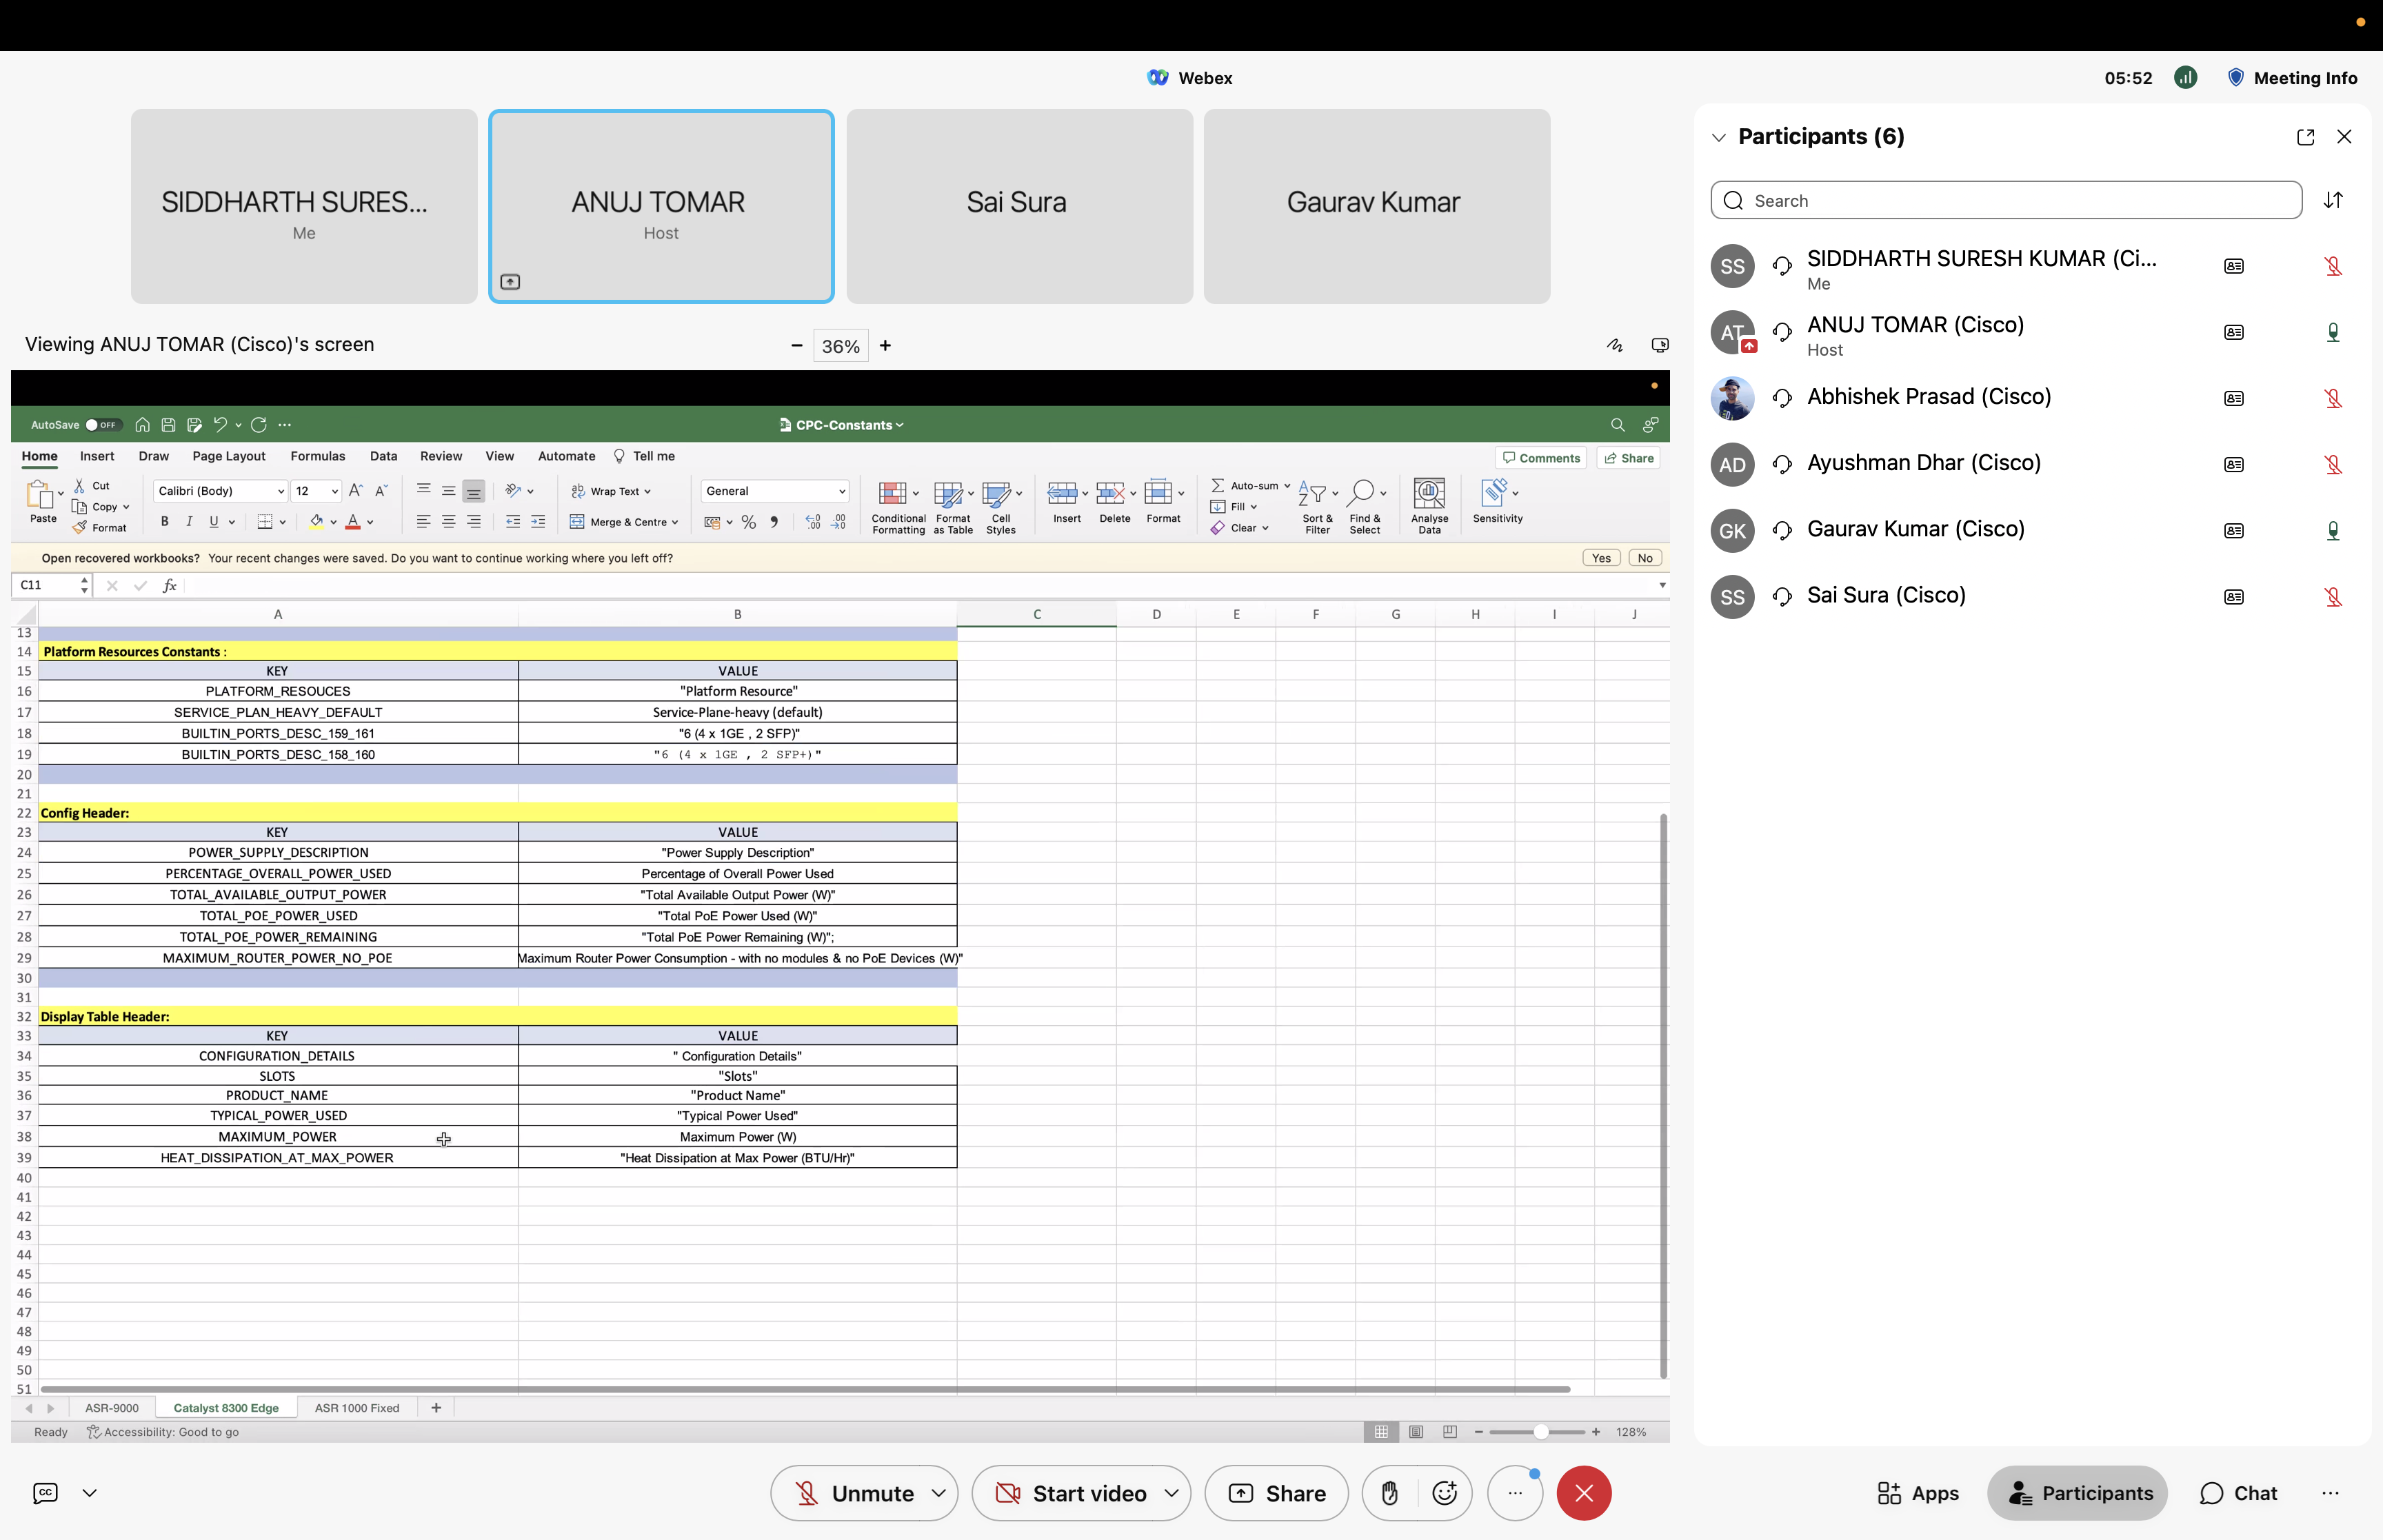 Webex
05:52
Meeting Info
SIDDHARTH SURES...
Me
ANUJ TOMAR
Host
Sai Sura
Gaurav Kumar
Viewing ANUJ TOMAR (Cisco)'s screen
− 36% +
AutoSave OFF
CPC-Constants
Home Insert Draw Page Layout Formulas Data Review View Automate Tell me
Comments Share
Paste
Cut
Copy
Format
Calibri (Body) 12
B I U
A
Wrap Text
Merge & Centre
General
%
Conditional Formatting
Format as Table
Cell Styles
Insert Delete Format
Auto-sum
Fill
Clear
Sort & Filter
Find & Select
Analyse Data
Sensitivity
Open recovered workbooks? Your recent changes were saved. Do you want to continue working where you left off?
Yes No
C11 fx
A B C D E F G H I J
13
14 Platform Resources Constants :
15 KEY VALUE
16 PLATFORM_RESOUCES "Platform Resource"
17 SERVICE_PLAN_HEAVY_DEFAULT Service-Plane-heavy (default)
18 BUILTIN_PORTS_DESC_159_161 "6 (4 x 1GE , 2 SFP)"
19 BUILTIN_PORTS_DESC_158_160 "6 (4 x 1GE , 2 SFP+)"
20
21
22 Config Header:
23 KEY VALUE
24 POWER_SUPPLY_DESCRIPTION "Power Supply Description"
25 PERCENTAGE_OVERALL_POWER_USED Percentage of Overall Power Used
26 TOTAL_AVAILABLE_OUTPUT_POWER "Total Available Output Power (W)"
27 TOTAL_POE_POWER_USED "Total PoE Power Used (W)"
28 TOTAL_POE_POWER_REMAINING "Total PoE Power Remaining (W)";
29 MAXIMUM_ROUTER_POWER_NO_POE Maximum Router Power Consumption - with no modules & no PoE Devices (W)"
30
31
32 Display Table Header:
33 KEY VALUE
34 CONFIGURATION_DETAILS " Configuration Details"
35 SLOTS "Slots"
36 PRODUCT_NAME "Product Name"
37 TYPICAL_POWER_USED "Typical Power Used"
38 MAXIMUM_POWER Maximum Power (W)
39 HEAT_DISSIPATION_AT_MAX_POWER "Heat Dissipation at Max Power (BTU/Hr)"
40
41
42
43
44
45
46
47
48
49
50
51
ASR-9000 Catalyst 8300 Edge ASR 1000 Fixed +
Ready Accessibility: Good to go
− + 128%
Participants (6)
Search
SS SIDDHARTH SURESH KUMAR (Ci...
Me
AT ANUJ TOMAR (Cisco)
Host
Abhishek Prasad (Cisco)
AD Ayushman Dhar (Cisco)
GK Gaurav Kumar (Cisco)
SS Sai Sura (Cisco)
CC
Unmute
Start video
Share
Apps
Participants
Chat